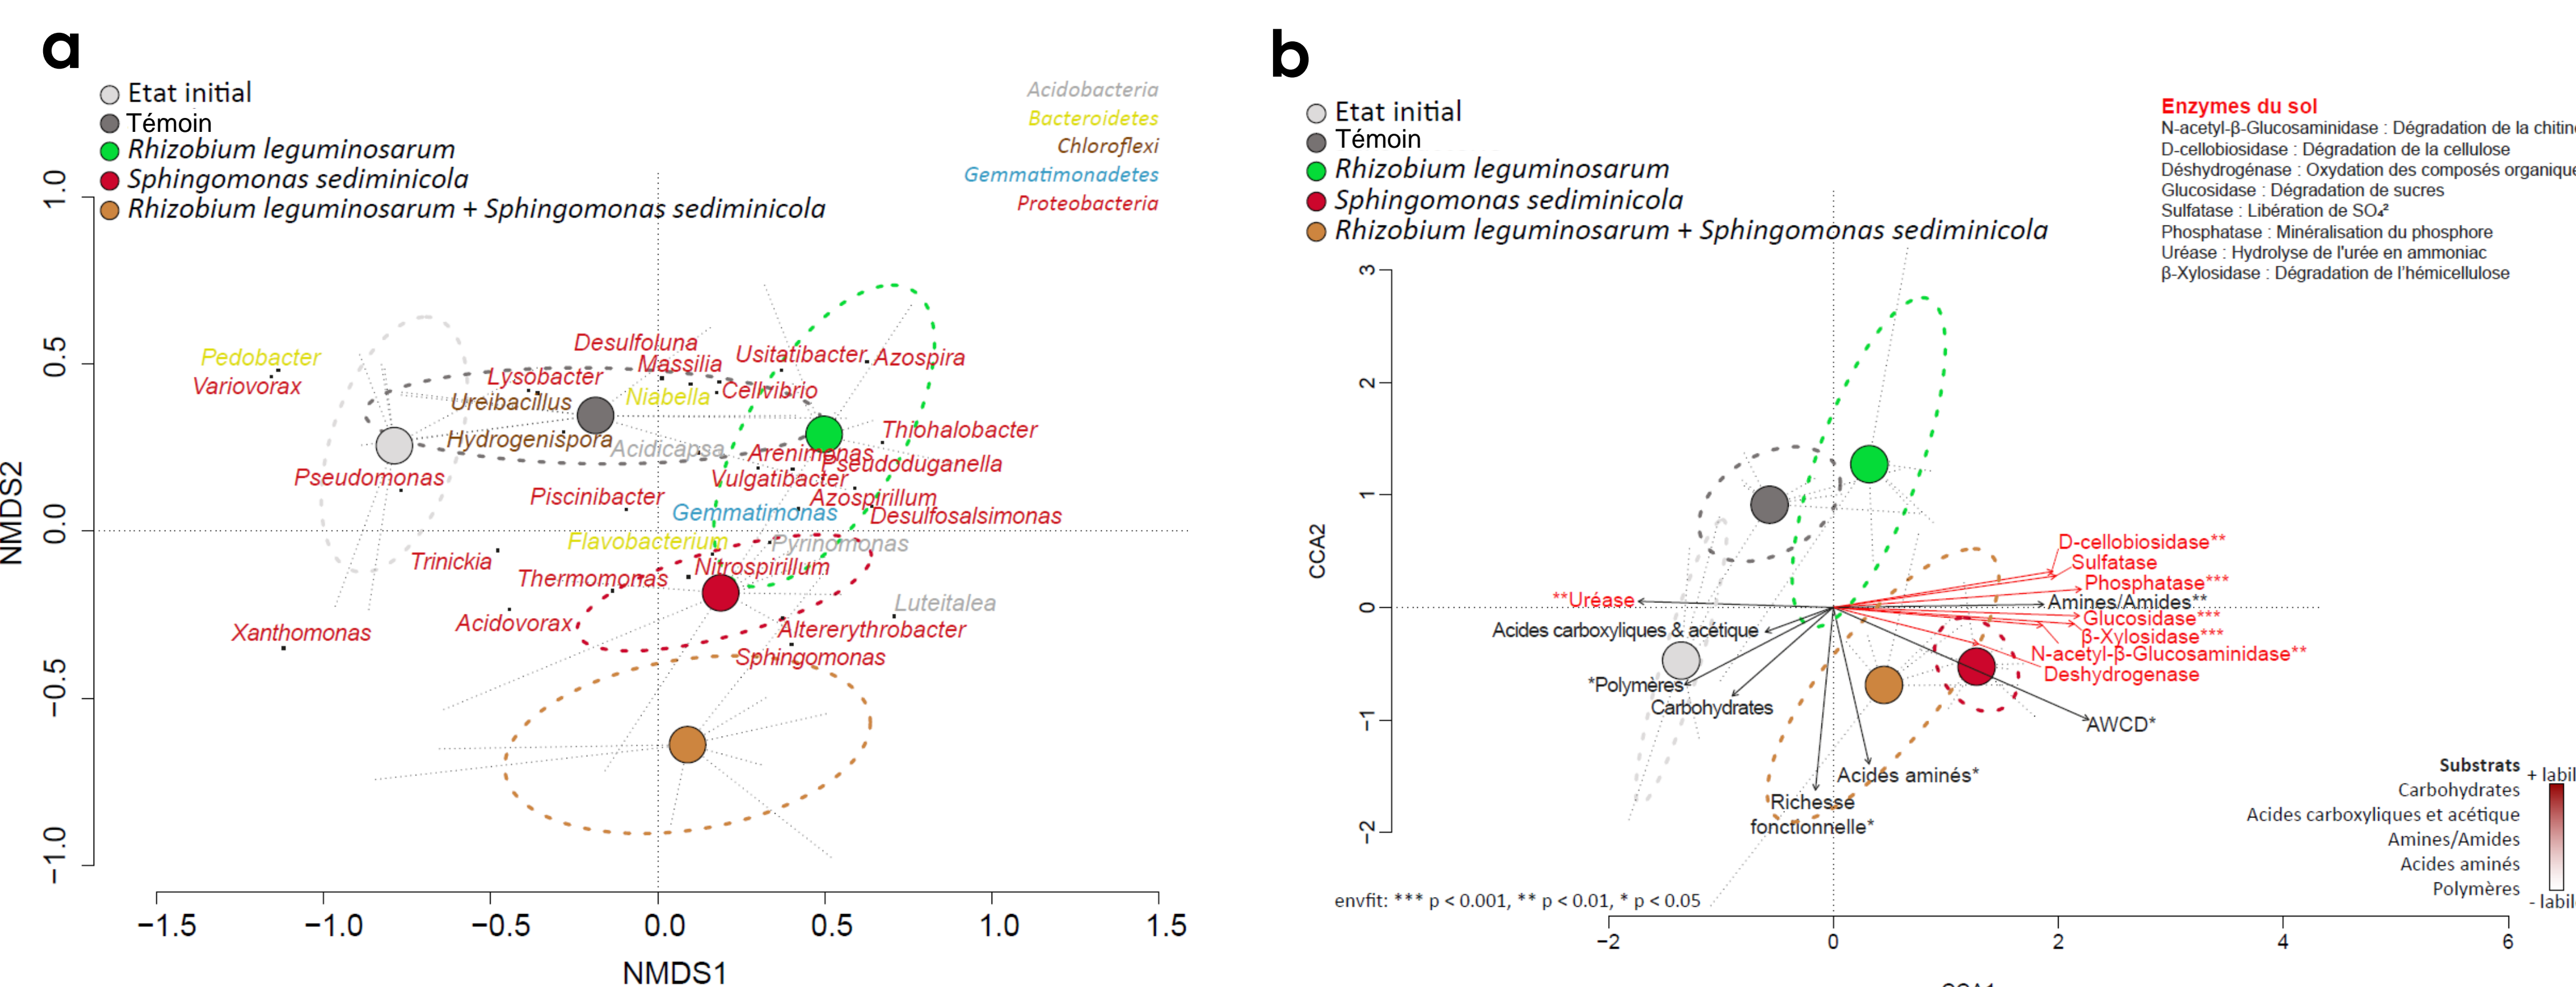 a
Etat initial
Témoin
Rhizobium leguminosarum
Sphingomonas sediminicola
Rhizobium leguminosarum + Sphingomonas sediminicola
Acidobacteria
Bacteroidetes
Chloroflexi
Gemmatimonadetes
Proteobacteria
NMDS2
1.0
0.5
0.0
−0.5
−1.0
Pedobacter
Variovorax
Desulfoluna
Massilia
Usitatibacter
Azospira
Lysobacter
Cellvibrio
Niabella
Ureibacillus
Hydrogenispora
Acidicapsa
Thiohalobacter
Arenimonas
Pseudoduganella
Pseudomonas
Vulgatibacter
Piscinibacter
Azospirillum
Gemmatimonas
Desulfosalsimonas
Flavobacterium
Pyrinomonas
Trinickia
Nitrospirillum
Thermomonas
Luteitalea
Acidovorax
Xanthomonas
Altererythrobacter
Sphingomonas
−1.5
−1.0
−0.5
0.0
0.5
1.0
1.5
NMDS1
b
Etat initial
Témoin
Rhizobium leguminosarum
Sphingomonas sediminicola
Rhizobium leguminosarum + Sphingomonas sediminicola
Enzymes du sol
N-acetyl-β-Glucosaminidase : Dégradation de la chitin
D-cellobiosidase : Dégradation de la cellulose
Déshydrogénase : Oxydation des composés organique
Glucosidase : Dégradation de sucres
Sulfatase : Libération de SO₄²
Phosphatase : Minéralisation du phosphore
Uréase : Hydrolyse de l'urée en ammoniac
β-Xylosidase : Dégradation de l'hémicellulose
CCA2
3
2
1
0
−1
−2
D-cellobiosidase**
Sulfatase
Phosphatase***
**Uréase
Amines/Amides**
Glucosidase***
Acides carboxyliques & acétique
β-Xylosidase***
N-acetyl-β-Glucosaminidase**
Deshydrogenase
*Polymères
Carbohydrates
AWCD*
Acides aminés*
Richesse
fonctionnelle*
Substrats
+ labil
Carbohydrates
Acides carboxyliques et acétique
Amines/Amides
Acides aminés
Polymères
- labil
envfit: *** p < 0.001, ** p < 0.01, * p < 0.05
−2
0
2
4
6